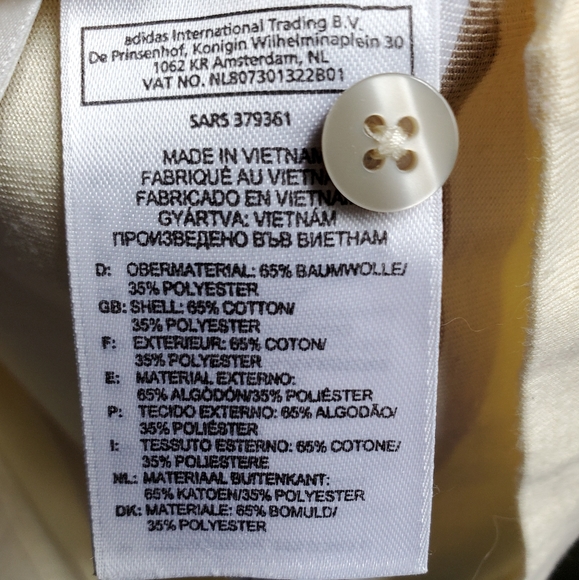 adidas International Trading B.V.
De Prinsenhof, Konigin Wilhelminaplein 30
1062 KR Amsterdam, NL
VAT NO. NL807301322B01
SARS 379361
MADE IN VIETNAM
FABRIQUÉ AU VIETNAM
FABRICADO EN VIETNAM
GYÁRTVA: VIETNÁM
ПРОИЗВЕДЕНО ВЪВ ВИЕТНАМ
D: OBERMATERIAL: 65% BAUMWOLLE/
35% POLYESTER
GB: SHELL: 65% COTTON/
35% POLYESTER
F: EXTERIEUR: 65% COTON/
35% POLYESTER
E: MATERIAL EXTERNO:
65% ALGODÓN/35% POLIÉSTER
P: TECIDO EXTERNO: 65% ALGODÃO/
35% POLIÉSTER
I: TESSUTO ESTERNO: 65% COTONE/
35% POLIESTERE
NL: MATERIAAL BUITENKANT:
65% KATOEN/35% POLYESTER
DK: MATERIALE: 65% BOMULD/
35% POLYESTER